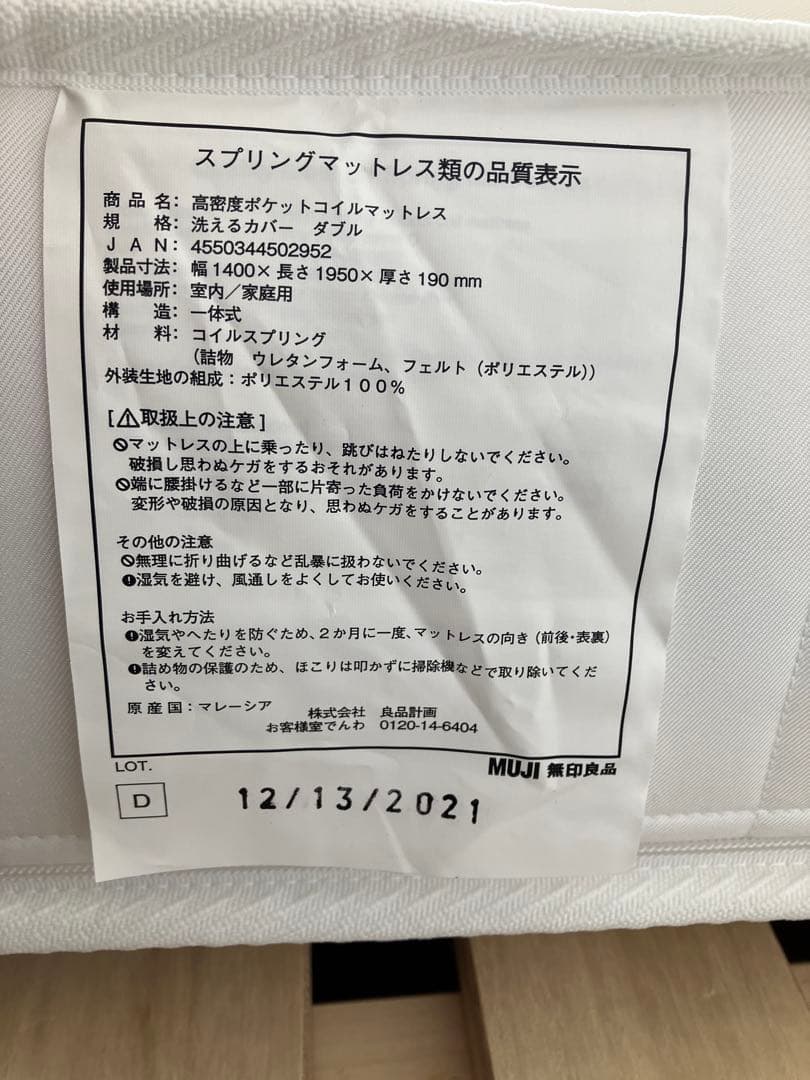 スプリングマットレス類の品質表示
商 品 名：高密度ポケットコイルマットレス
規　　格：洗えるカバー　ダブル
J A N：4550344502952
製品寸法：幅1400×長さ1950×厚さ190mm
使用場所：室内／家庭用
構　　造：一体式
材　　料：コイルスプリング
（詰物　ウレタンフォーム、フェルト（ポリエステル））
外装生地の組成：ポリエステル１００％
[⚠取扱上の注意]
🛇マットレスの上に乗ったり、跳びはねたりしないでください。
破損し思わぬケガをするおそれがあります。
🛇端に腰掛けるなど一部に片寄った負荷をかけないでください。
変形や破損の原因となり、思わぬケガをすることがあります。
その他の注意
🛇無理に折り曲げるなど乱暴に扱わないでください。
❶湿気を避け、風通しをよくしてお使いください。
お手入れ方法
❶湿気やへたりを防ぐため、２か月に一度、マットレスの向き（前後・表裏）
を変えてください。
❶詰め物の保護のため、ほこりは叩かずに掃除機などで取り除いてくだ
さい。
原 産 国：マレーシア
株式会社　良品計画
お客様室でんわ　0120-14-6404
LOT.
MUJI 無印良品
D
12/13/2021